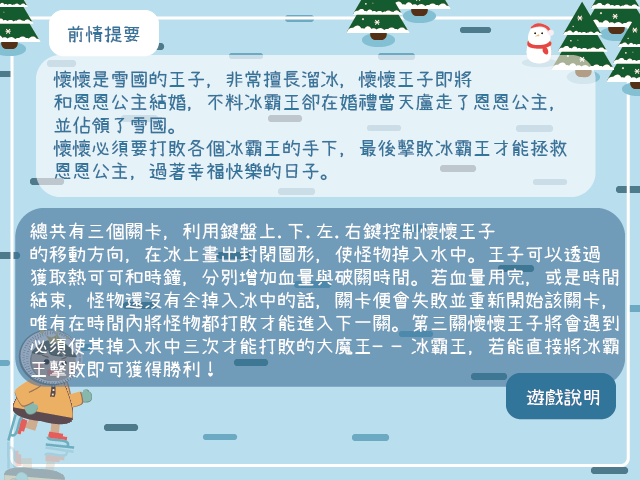 前情提要
懷懷是雪國的王子，非常擅長溜冰，懷懷王子即將
和恩恩公主結婚，不料冰霸王卻在婚禮當天盧走了恩恩公主，
並佔領了雪國。
懷懷必須要打敗各個冰霸王的手下，最後擊敗冰霸王才能拯救
恩恩公主，過著幸福快樂的日子。
總共有三個關卡，利用鍵盤上.下.左.右鍵控制懷懷王子
的移動方向，在冰上畫出封閉圖形，使怪物掉入水中。王子可以透過
獲取熱可可和時鐘，分別增加血量與破關時間。若血量用完，或是時間
結束，怪物還沒有全掉入冰中的話，關卡便會失敗並重新開始該關卡，
唯有在時間內將怪物都打敗才能進入下一關。第三關懷懷王子將會遇到
必須使其掉入水中三次才能打敗的大魔王--冰霸王，若能直接將冰霸
王擊敗即可獲得勝利！
遊戲說明